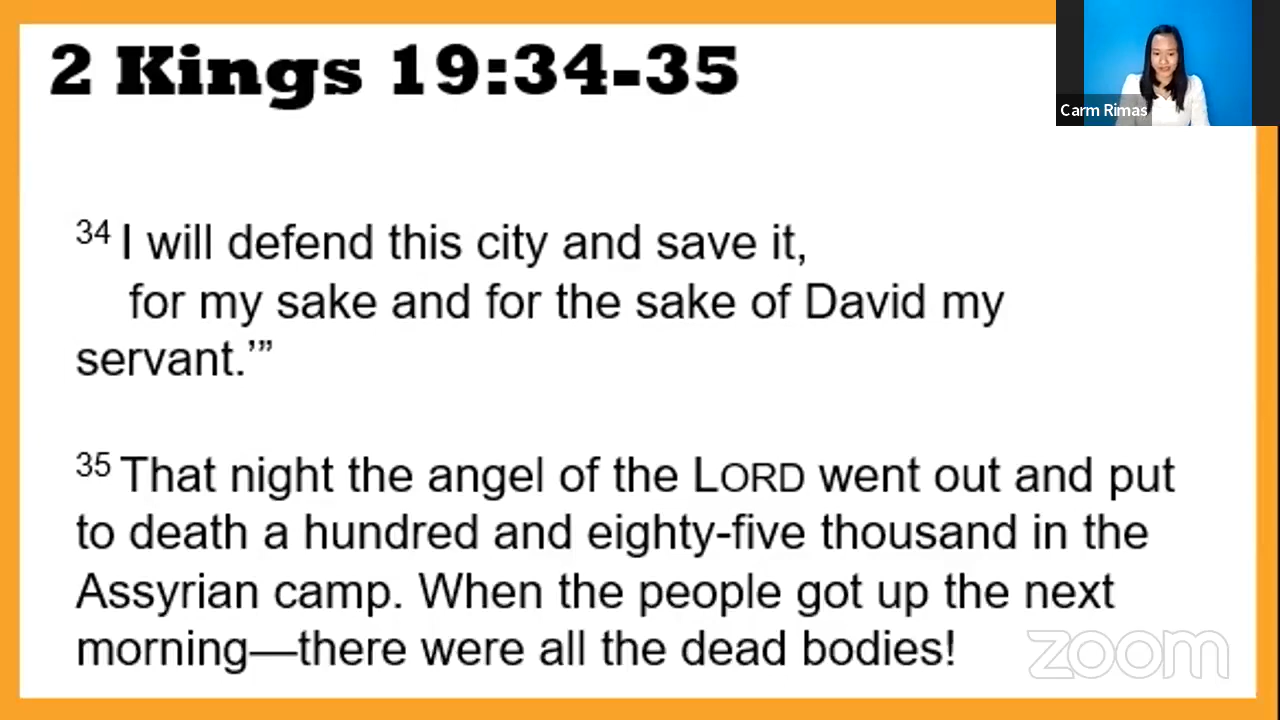 2 Kings 19:34-35
Carm Rimas
34 I will defend this city and save it,
for my sake and for the sake of David my
servant.’”
35 That night the angel of the LORD went out and put
to death a hundred and eighty-five thousand in the
Assyrian camp. When the people got up the next
morning—there were all the dead bodies!
zoom